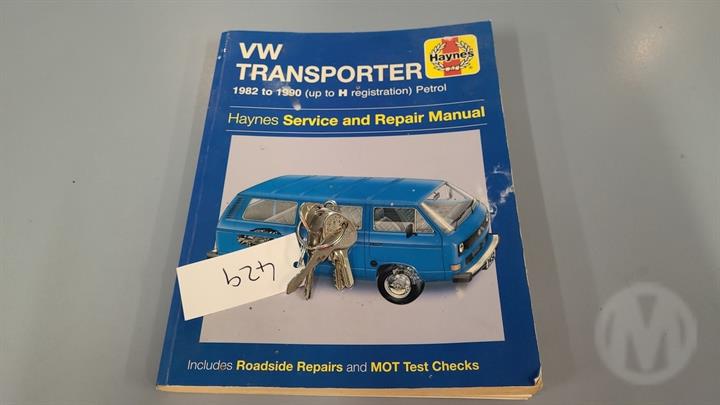 VW
TRANSPORTER
Haynes
1982 to 1990 (up to H registration) Petrol
Haynes Service and Repair Manual
429
Includes Roadside Repairs and MOT Test Checks
M